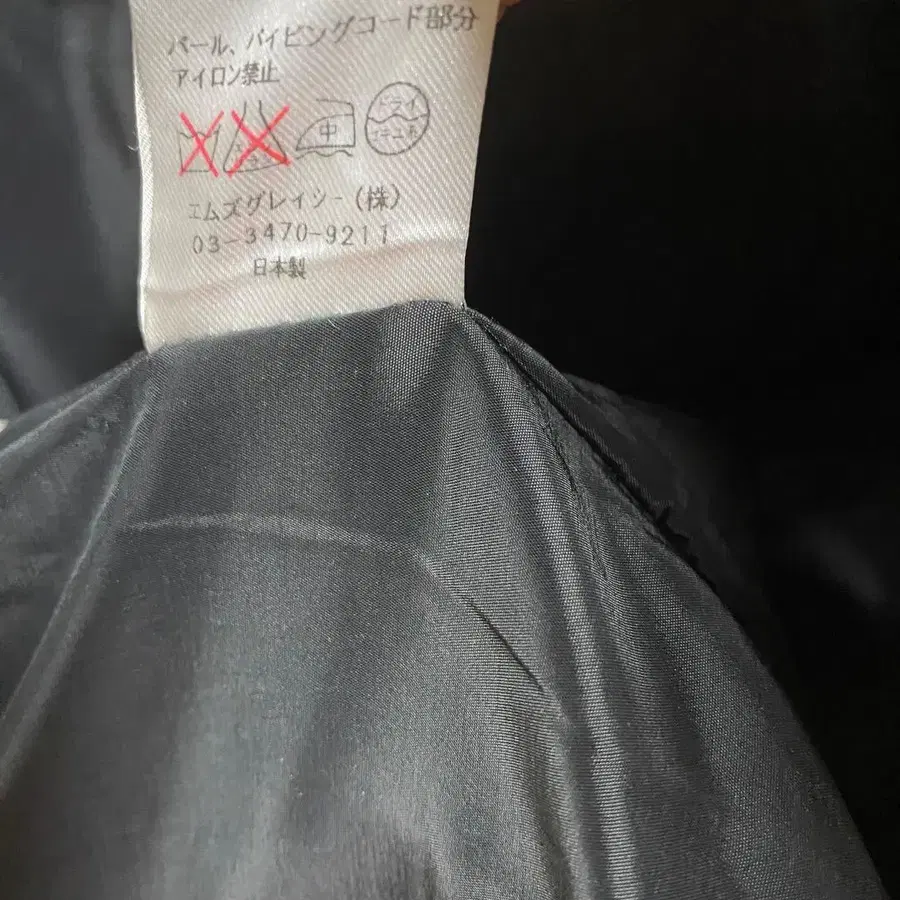 パール、パイピングコード部分
アイロン禁止
中 ドライ
エムズグレイシー(株)
03-3470-9211
日本製